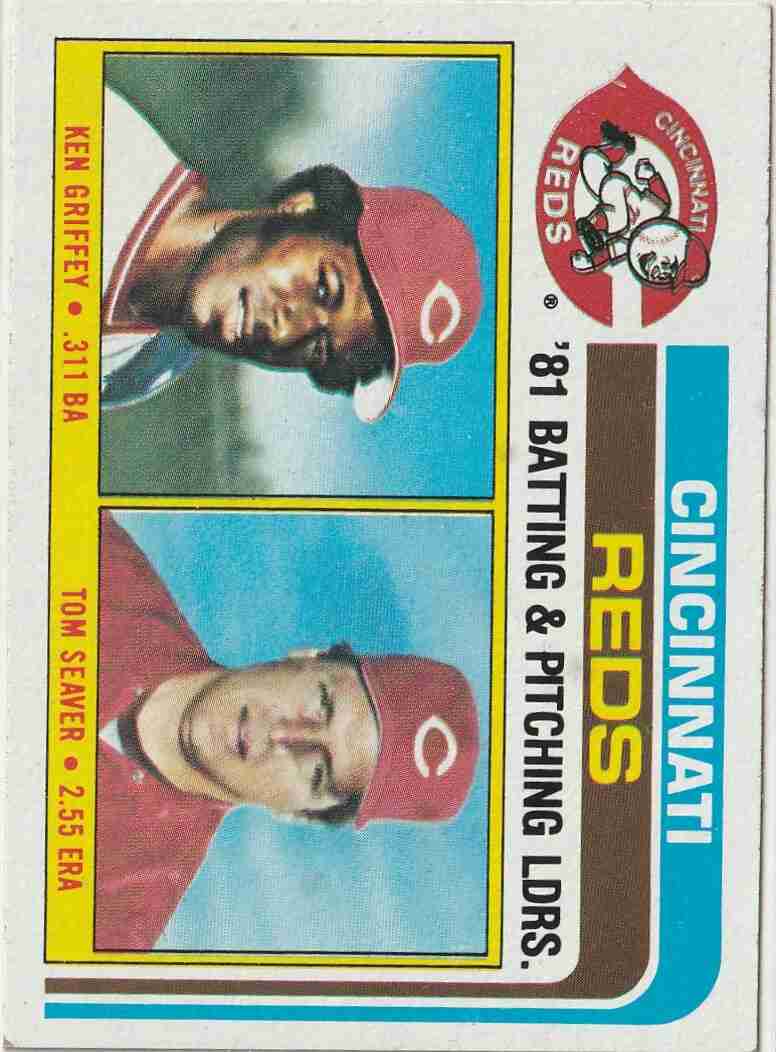 CINCINNATI
REDS
CINCINNATI
REDS
®
'81 BATTING & PITCHING LDRS.
C
C
KEN GRIFFEY • .311 BA
TOM SEAVER • 2.55 ERA